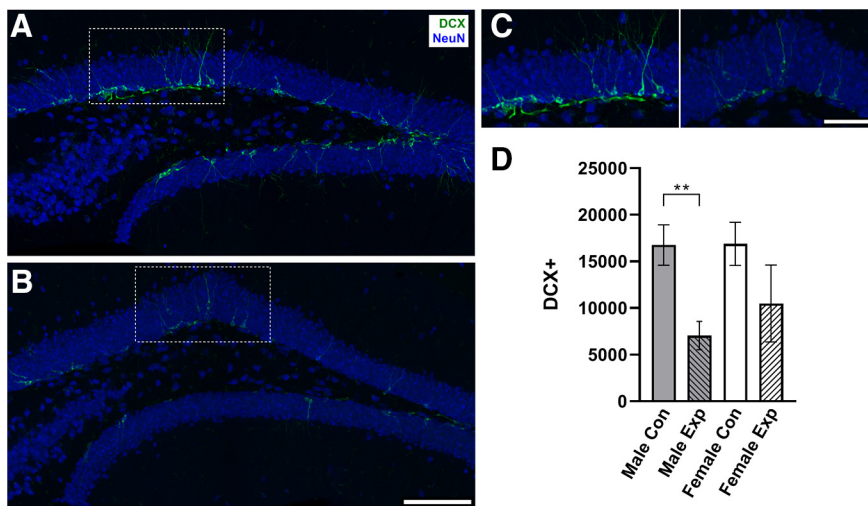 A
DCX
NeuN
B
C
D
**
25000
20000
15000
10000
5000
0
DCX+
Male Con
Male Exp
Female Con
Female Exp